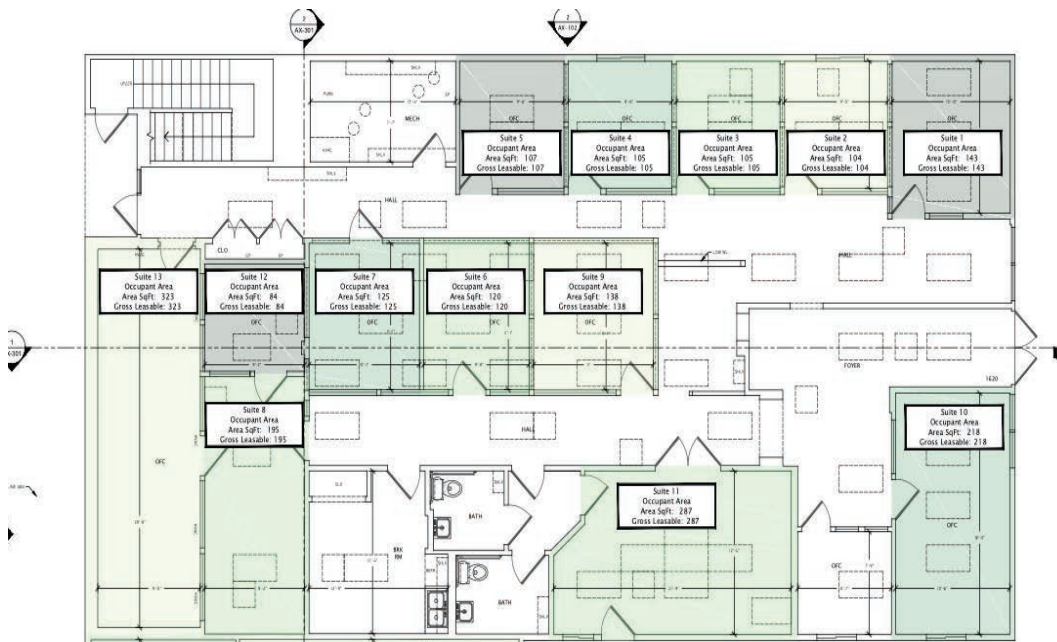 2
AX-301
2
AX-102
MECH
HVAC
OFC
Suite 5
Occupant Area
Area SqFt: 107
Gross Leasable: 107
OFC
Suite 4
Occupant Area
Area SqFt: 105
Gross Leasable: 105
OFC
Suite 3
Occupant Area
Area SqFt: 105
Gross Leasable: 105
OFC
Suite 2
Occupant Area
Area SqFt: 104
Gross Leasable: 104
OFC
Suite 1
Occupant Area
Area SqFt: 143
Gross Leasable: 143
HALL
CLO
HALL
Suite 13
Occupant Area
Area SqFt: 323
Gross Leasable: 323
Suite 12
Occupant Area
Area SqFt: 84
Gross Leasable: 84
OFC
Suite 7
Occupant Area
Area SqFt: 125
Gross Leasable: 125
OFC
Suite 6
Occupant Area
Area SqFt: 120
Gross Leasable: 120
OFC
Suite 9
Occupant Area
Area SqFt: 138
Gross Leasable: 138
OFC
1
FOYER
1620
Suite 8
Occupant Area
Area SqFt: 195
Gross Leasable: 195
HALL
Suite 10
Occupant Area
Area SqFt: 218
Gross Leasable: 218
OFC
OFC
BATH
Suite 11
Occupant Area
Area SqFt: 287
Gross Leasable: 287
BRK
RM
OFC
BATH